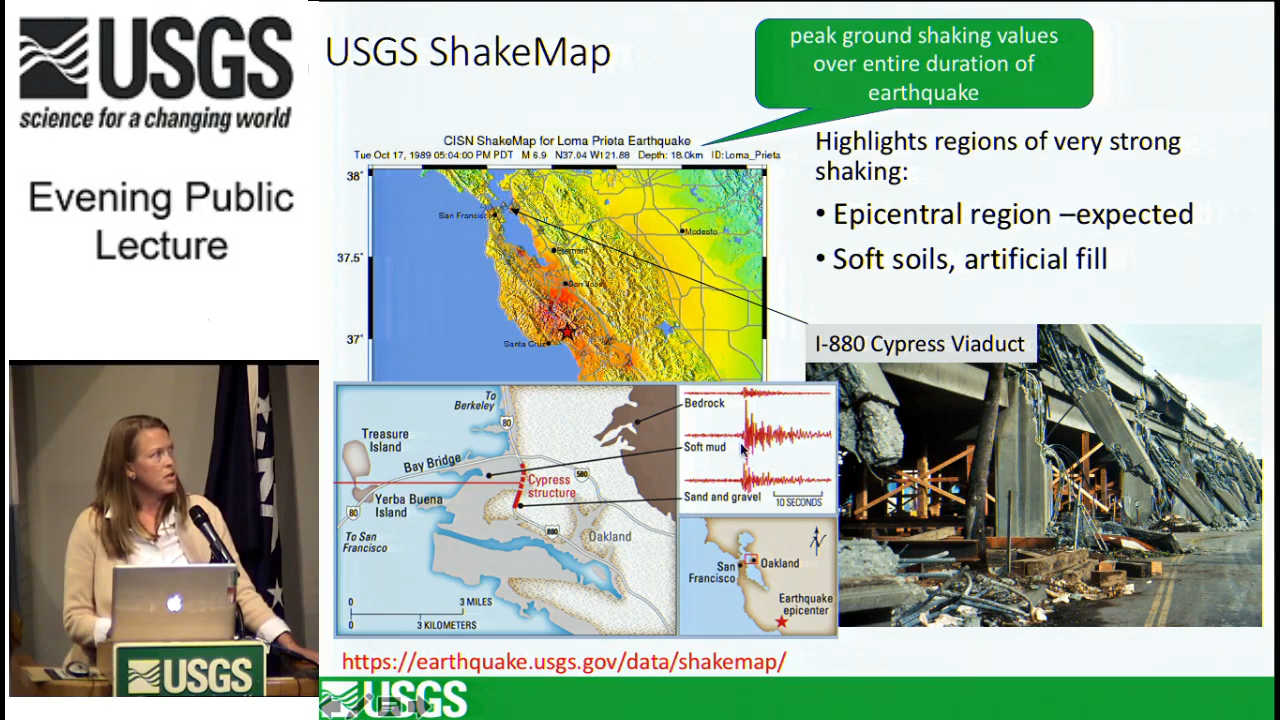 USGS
science for a changing world
Evening Public
Lecture
USGS
USGS ShakeMap
peak ground shaking values
over entire duration of
earthquake
CISN ShakeMap for Loma Prieta Earthquake
Tue Oct 17, 1989 05:04:00 PM PDT M 6.9 N37.04 W121.88 Depth: 18.0km ID:Loma_Prieta
38°
San Francisco
Modesto
37.5°
Fremont
San Jose
37°
Santa Cruz
Highlights regions of very strong
shaking:
• Epicentral region –expected
• Soft soils, artificial fill
I-880 Cypress Viaduct
To
Berkeley
80
Treasure
Island
Bay Bridge
580
Cypress
structure
Yerba Buena
Island
80
To San
Francisco
880
Oakland
0
3 MILES
0
3 KILOMETERS
Bedrock
Soft mud
Sand and gravel
10 SECONDS
San
Francisco
Oakland
N
Earthquake
epicenter
https://earthquake.usgs.gov/data/shakemap/
USGS